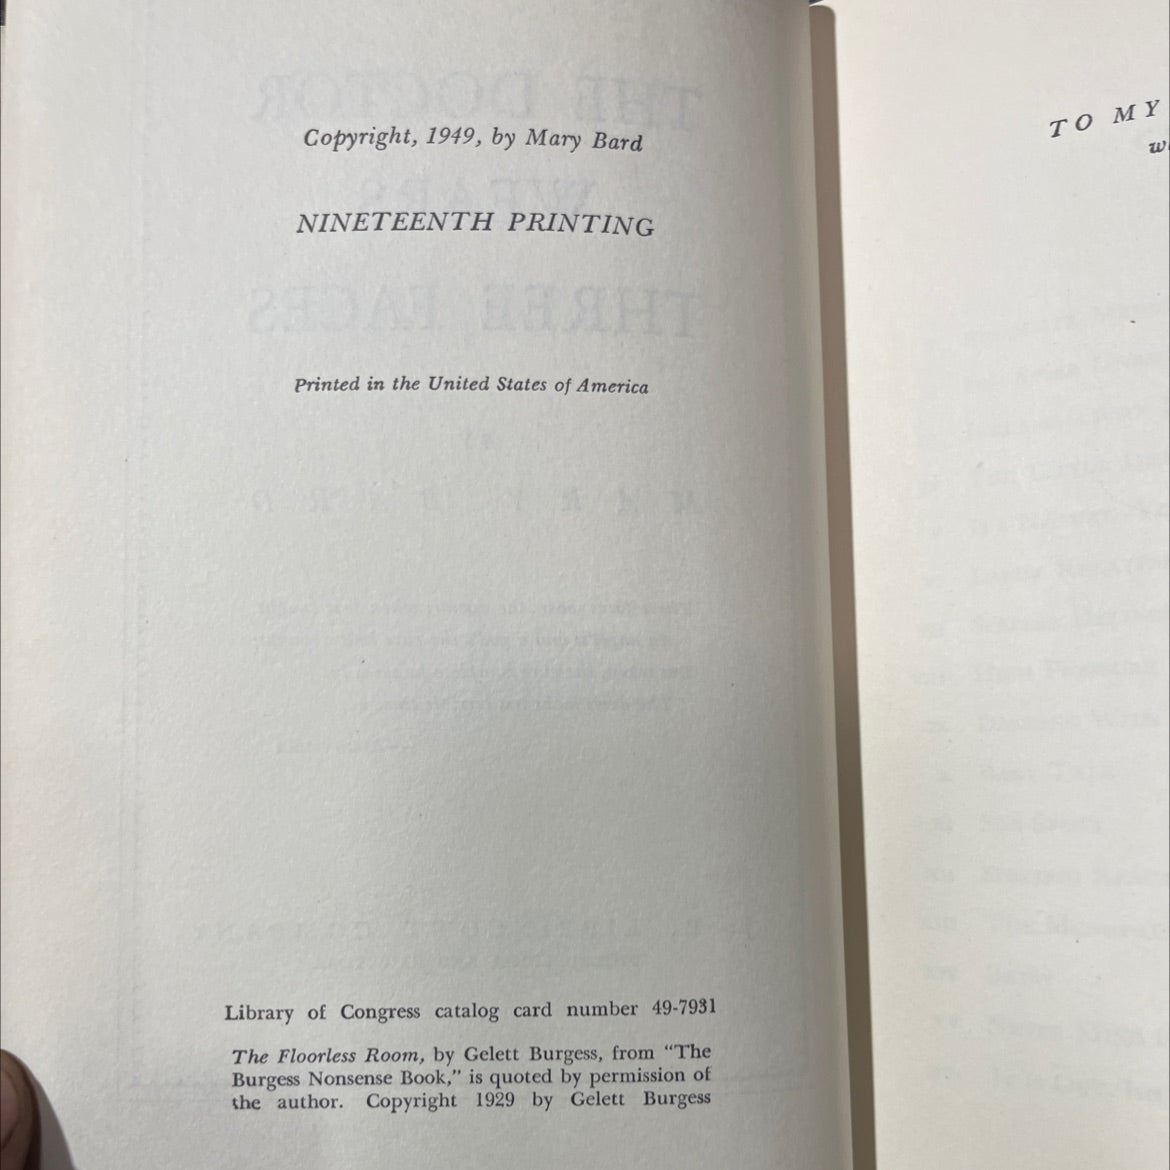 Copyright, 1949, by Mary Bard
NINETEENTH PRINTING
Printed in the United States of America
Library of Congress catalog card number 49-7931
The Floorless Room, by Gelett Burgess, from “The
Burgess Nonsense Book,” is quoted by permission of
the author. Copyright 1929 by Gelett Burgess
TO MY